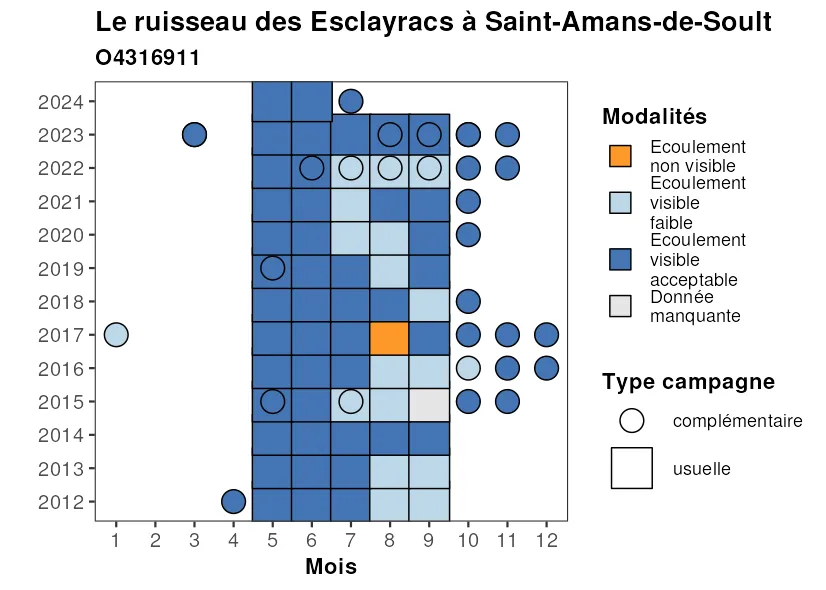 Le ruisseau des Esclayracs à Saint-Amans-de-Soult
O4316911
2024
2023
2022
2021
2020
2019
2018
2017
2016
2015
2014
2013
2012
1 2 3 4 5 6 7 8 9 10 11 12
Mois
Modalités
Ecoulement
non visible
Ecoulement
visible
faible
Ecoulement
visible
acceptable
Donnée
manquante
Type campagne
complémentaire
usuelle